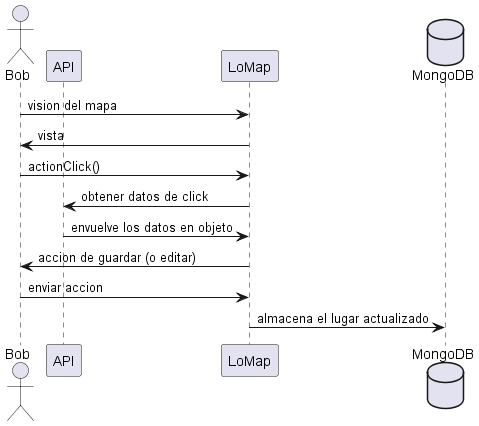 Bob
API
LoMap
MongoDB
vision del mapa
vista
actionClick()
obtener datos de click
envuelve los datos en objeto
accion de guardar (o editar)
enviar accion
almacena el lugar actualizado
Bob
API
LoMap
MongoDB